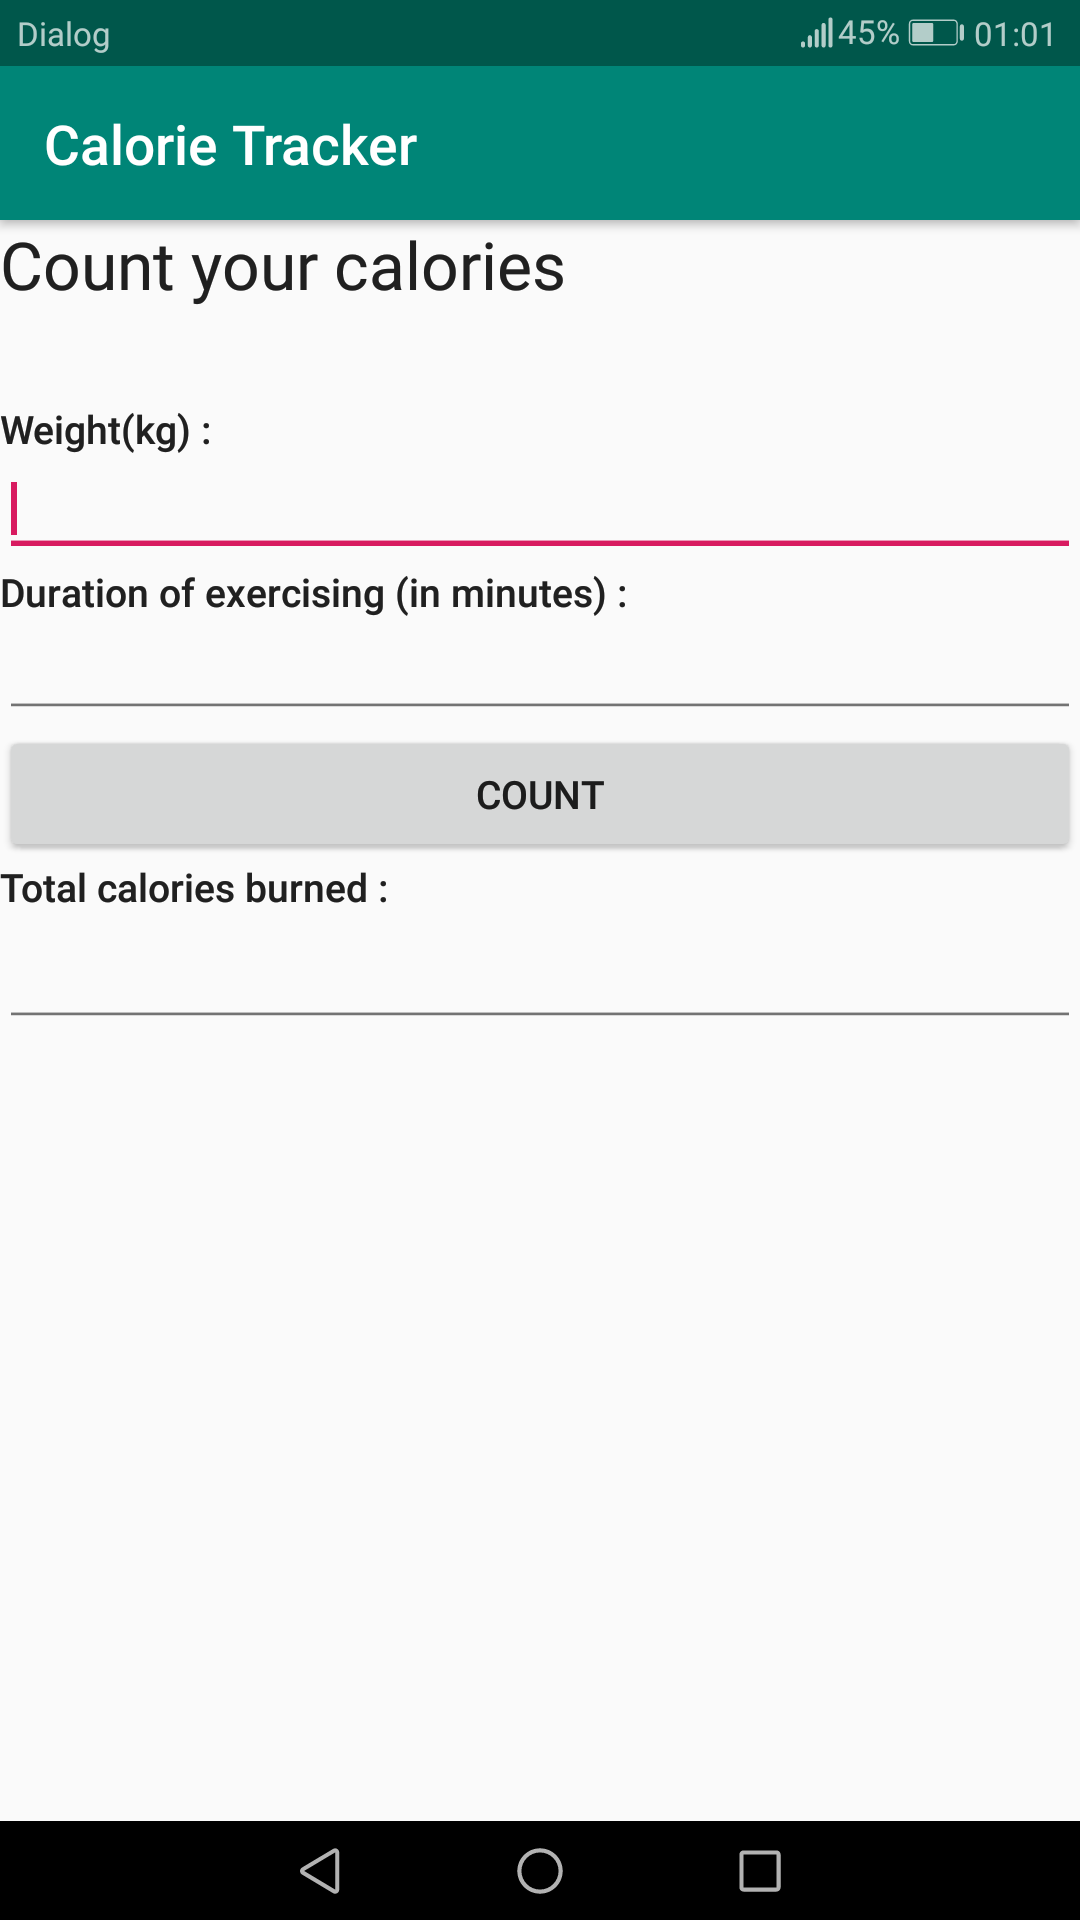 Dialog 45% 01:01
Calorie Tracker
Count your calories
Weight(kg) :
Duration of exercising (in minutes) :
COUNT
Total calories burned :